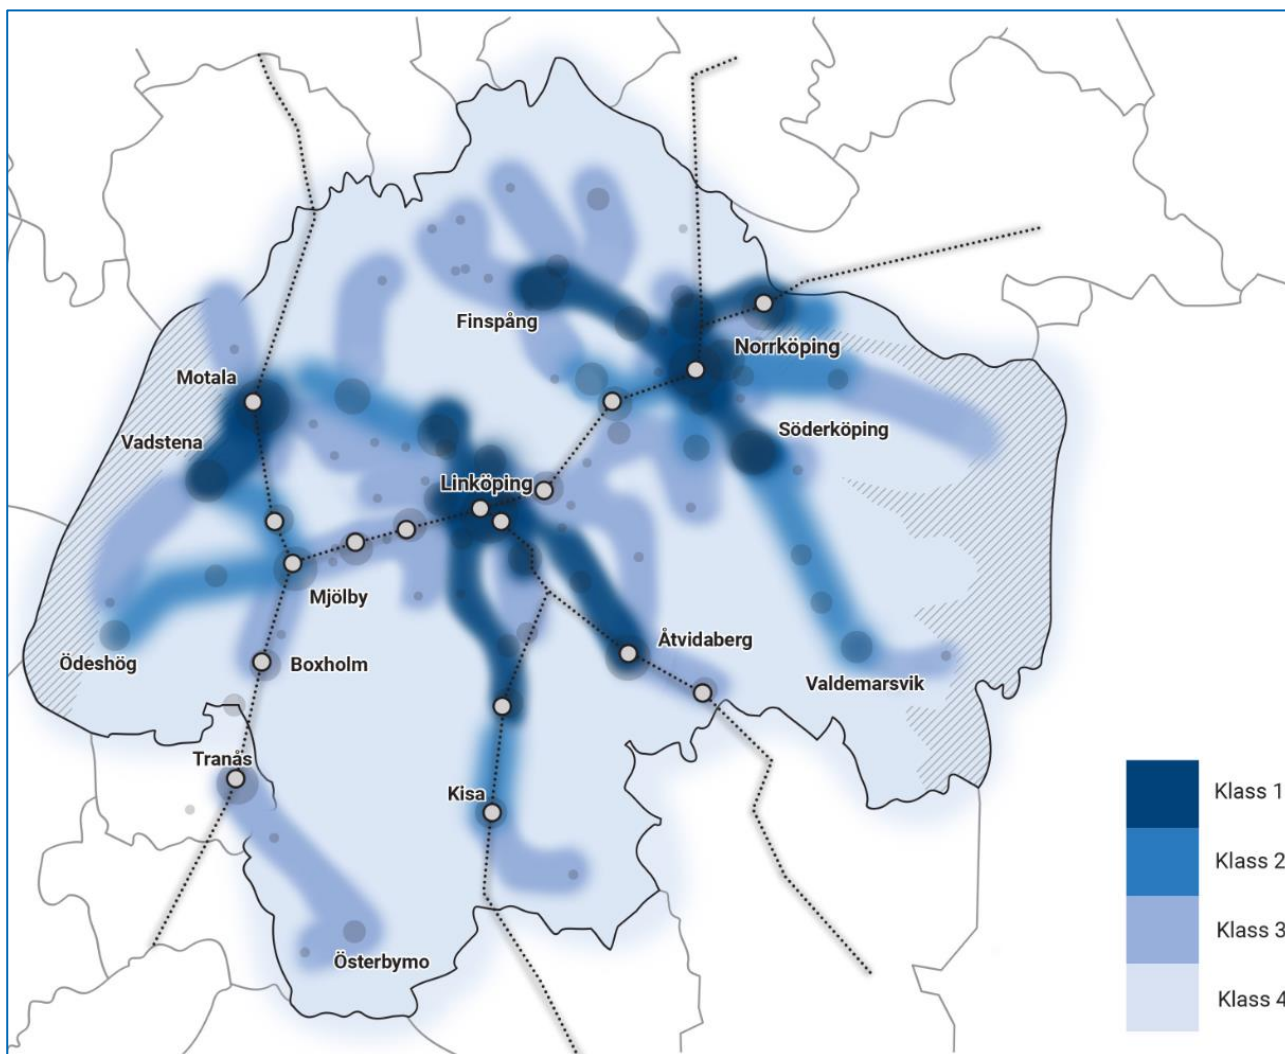 Finspång
Norrköping
Motala
Söderköping
Vadstena
Linköping
Mjölby
Åtvidaberg
Ödeshög
Boxholm
Valdemarsvik
Tranås
Kisa
Österbymo
Klass 1
Klass 2
Klass 3
Klass 4